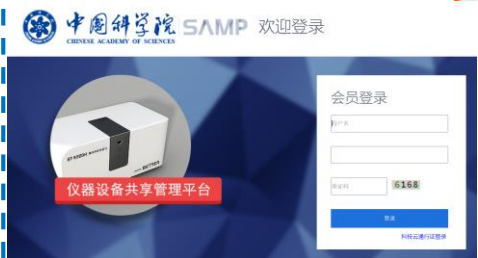 中国科学院 SAMP 欢迎登录
CHINESE ACADEMY OF SCIENCES
会员登录
用户名
验证码 6168
登录
科技云通行证登录
仪器设备共享管理平台